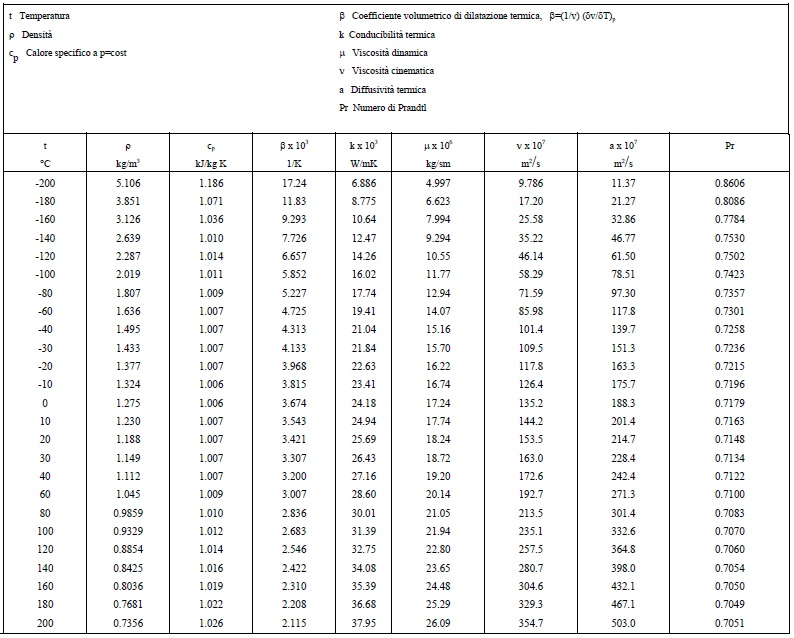 t Temperatura
ρ Densità
cp Calore specifico a p=cost
β Coefficiente volumetrico di dilatazione termica, β=(1/v) (δv/δT)p
k Conducibilità termica
μ Viscosità dinamica
ν Viscosità cinematica
a Diffusività termica
Pr Numero di Prandtl
t ρ cp β x 10³ k x 10³ μ x 10⁶ ν x 10⁷ a x 10⁷ Pr
°C kg/m³ kJ/kg K 1/K W/mK kg/sm m²/s m²/s
-200 5.106 1.186 17.24 6.886 4.997 9.786 11.37 0.8606
-180 3.851 1.071 11.83 8.775 6.623 17.20 21.27 0.8086
-160 3.126 1.036 9.293 10.64 7.994 25.58 32.86 0.7784
-140 2.639 1.010 7.726 12.47 9.294 35.22 46.77 0.7530
-120 2.287 1.014 6.657 14.26 10.55 46.14 61.50 0.7502
-100 2.019 1.011 5.852 16.02 11.77 58.29 78.51 0.7423
-80 1.807 1.009 5.227 17.74 12.94 71.59 97.30 0.7357
-60 1.636 1.007 4.725 19.41 14.07 85.98 117.8 0.7301
-40 1.495 1.007 4.313 21.04 15.16 101.4 139.7 0.7258
-30 1.433 1.007 4.133 21.84 15.70 109.5 151.3 0.7236
-20 1.377 1.007 3.968 22.63 16.22 117.8 163.3 0.7215
-10 1.324 1.006 3.815 23.41 16.74 126.4 175.7 0.7196
0 1.275 1.006 3.674 24.18 17.24 135.2 188.3 0.7179
10 1.230 1.007 3.543 24.94 17.74 144.2 201.4 0.7163
20 1.188 1.007 3.421 25.69 18.24 153.5 214.7 0.7148
30 1.149 1.007 3.307 26.43 18.72 163.0 228.4 0.7134
40 1.112 1.007 3.200 27.16 19.20 172.6 242.4 0.7122
60 1.045 1.009 3.007 28.60 20.14 192.7 271.3 0.7100
80 0.9859 1.010 2.836 30.01 21.05 213.5 301.4 0.7083
100 0.9329 1.012 2.683 31.39 21.94 235.1 332.6 0.7070
120 0.8854 1.014 2.546 32.75 22.80 257.5 364.8 0.7060
140 0.8425 1.016 2.422 34.08 23.65 280.7 398.0 0.7054
160 0.8036 1.019 2.310 35.39 24.48 304.6 432.1 0.7050
180 0.7681 1.022 2.208 36.68 25.29 329.3 467.1 0.7049
200 0.7356 1.026 2.115 37.95 26.09 354.7 503.0 0.7051